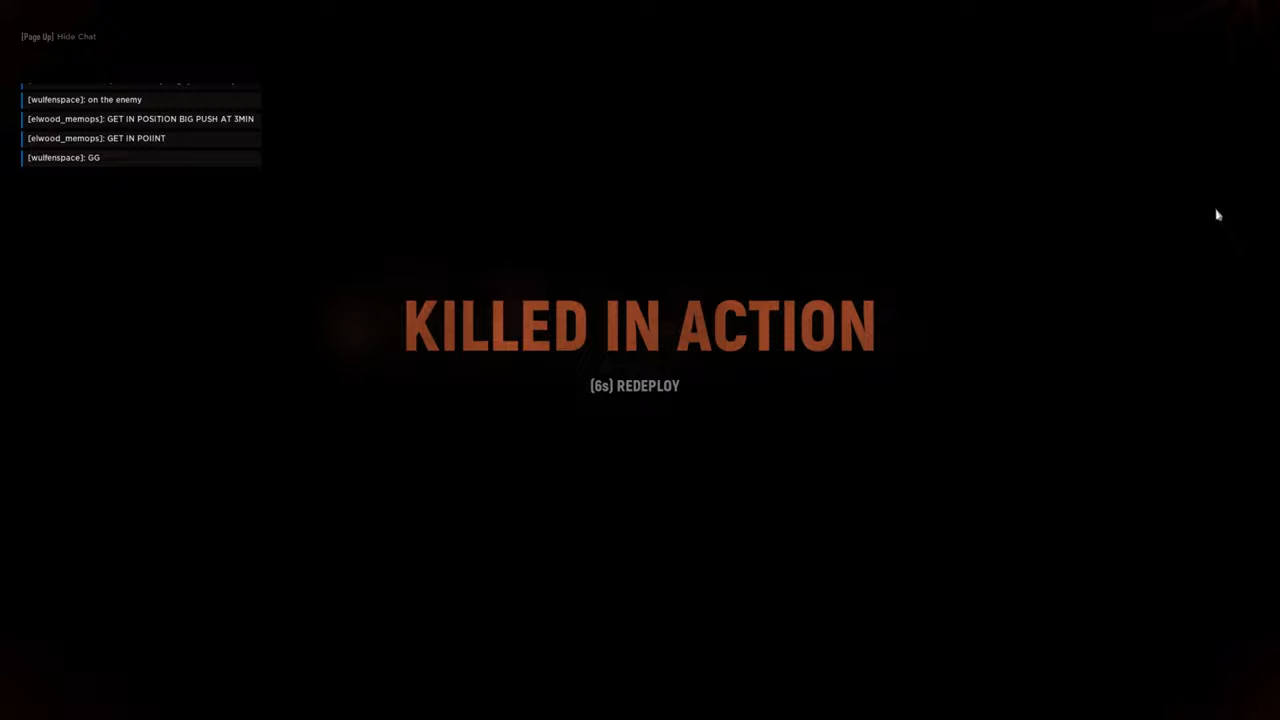 [Page Up] Hide Chat
[wulfenspace]: on the enemy
[elwood_memops]: GET IN POSITION BIG PUSH AT 3MIN
[elwood_memops]: GET IN POIINT
[wulfenspace]: GG
KILLED IN ACTION
(6s) REDEPLOY